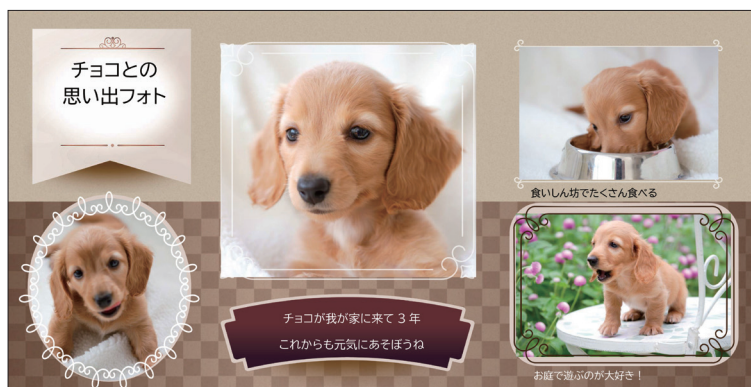 チョコとの
思い出フォト
食いしん坊でたくさん食べる
チョコが我が家に来て 3 年
これからも元気にあそぼうね
お庭で遊ぶのが大好き！